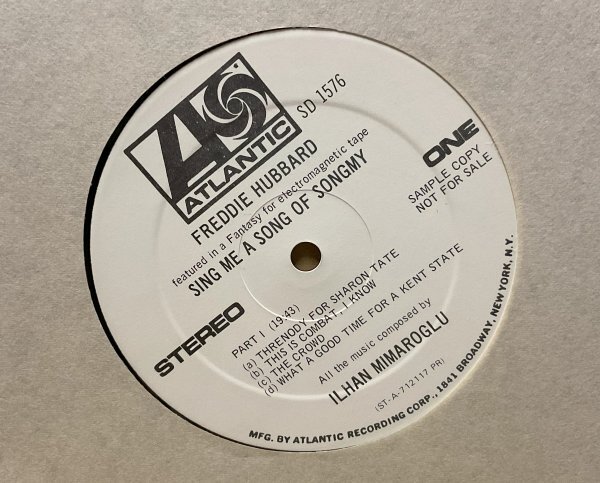 ATLANTIC
SD 1576
FREDDIE HUBBARD
featured in a Fantasy for electromagnetic tape
SING ME A SONG OF SONGMY
STEREO
ONE
SAMPLE COPY
NOT FOR SALE
PART I (19:43)
(a) THRENODY FOR SHARON TATE
(b) THIS IS COMBAT, I KNOW
(c) THE CROWD
(d) WHAT A GOOD TIME FOR A KENT STATE
All the music composed by
ILHAN MIMAROGLU
(ST-A-712117 PR)
MFG. BY ATLANTIC RECORDING CORP., 1841 BROADWAY, NEW YORK, N.Y.